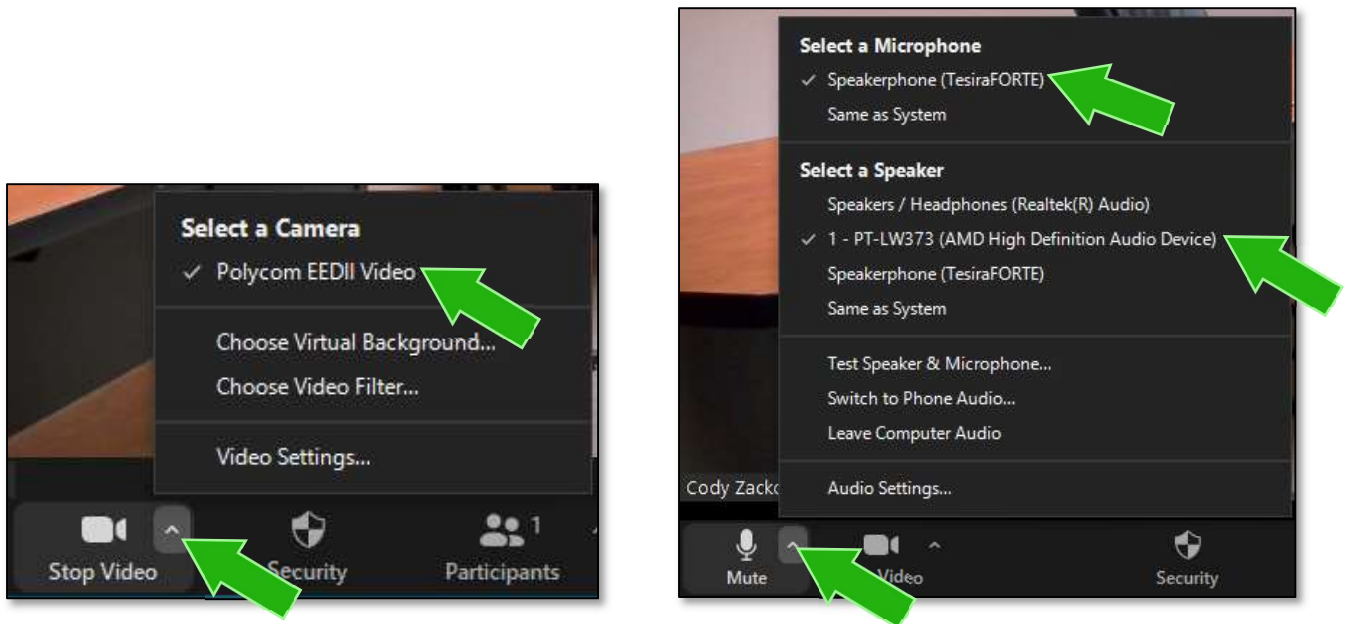 Select a Camera
✓ Polycom EEDII Video
Choose Virtual Background...
Choose Video Filter...
Video Settings...
Stop Video
Security
1
Participants
Select a Microphone
✓ Speakerphone (TesiraFORTE)
Same as System
Select a Speaker
Speakers / Headphones (Realtek(R) Audio)
✓ 1 - PT-LW373 (AMD High Definition Audio Device)
Speakerphone (TesiraFORTE)
Same as System
Test Speaker & Microphone...
Switch to Phone Audio...
Leave Computer Audio
Cody
Audio Settings...
Mute
Video
Security